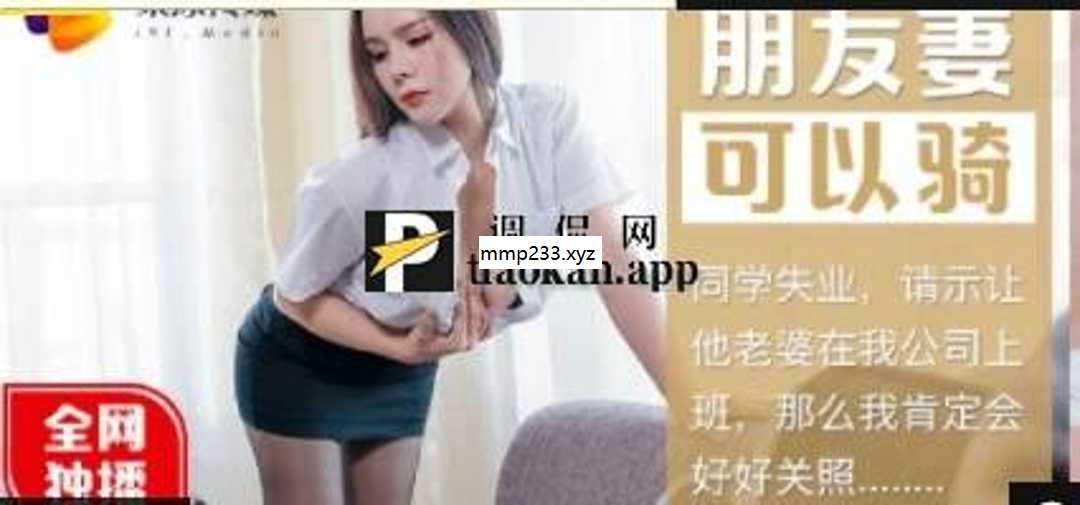 朋友妻
可以骑
调侃网
mmp233.xyz
tiaokan.app
同学失业，请示让
他老婆在我公司上
班，那么我肯定会
好好关照........
全网
独播